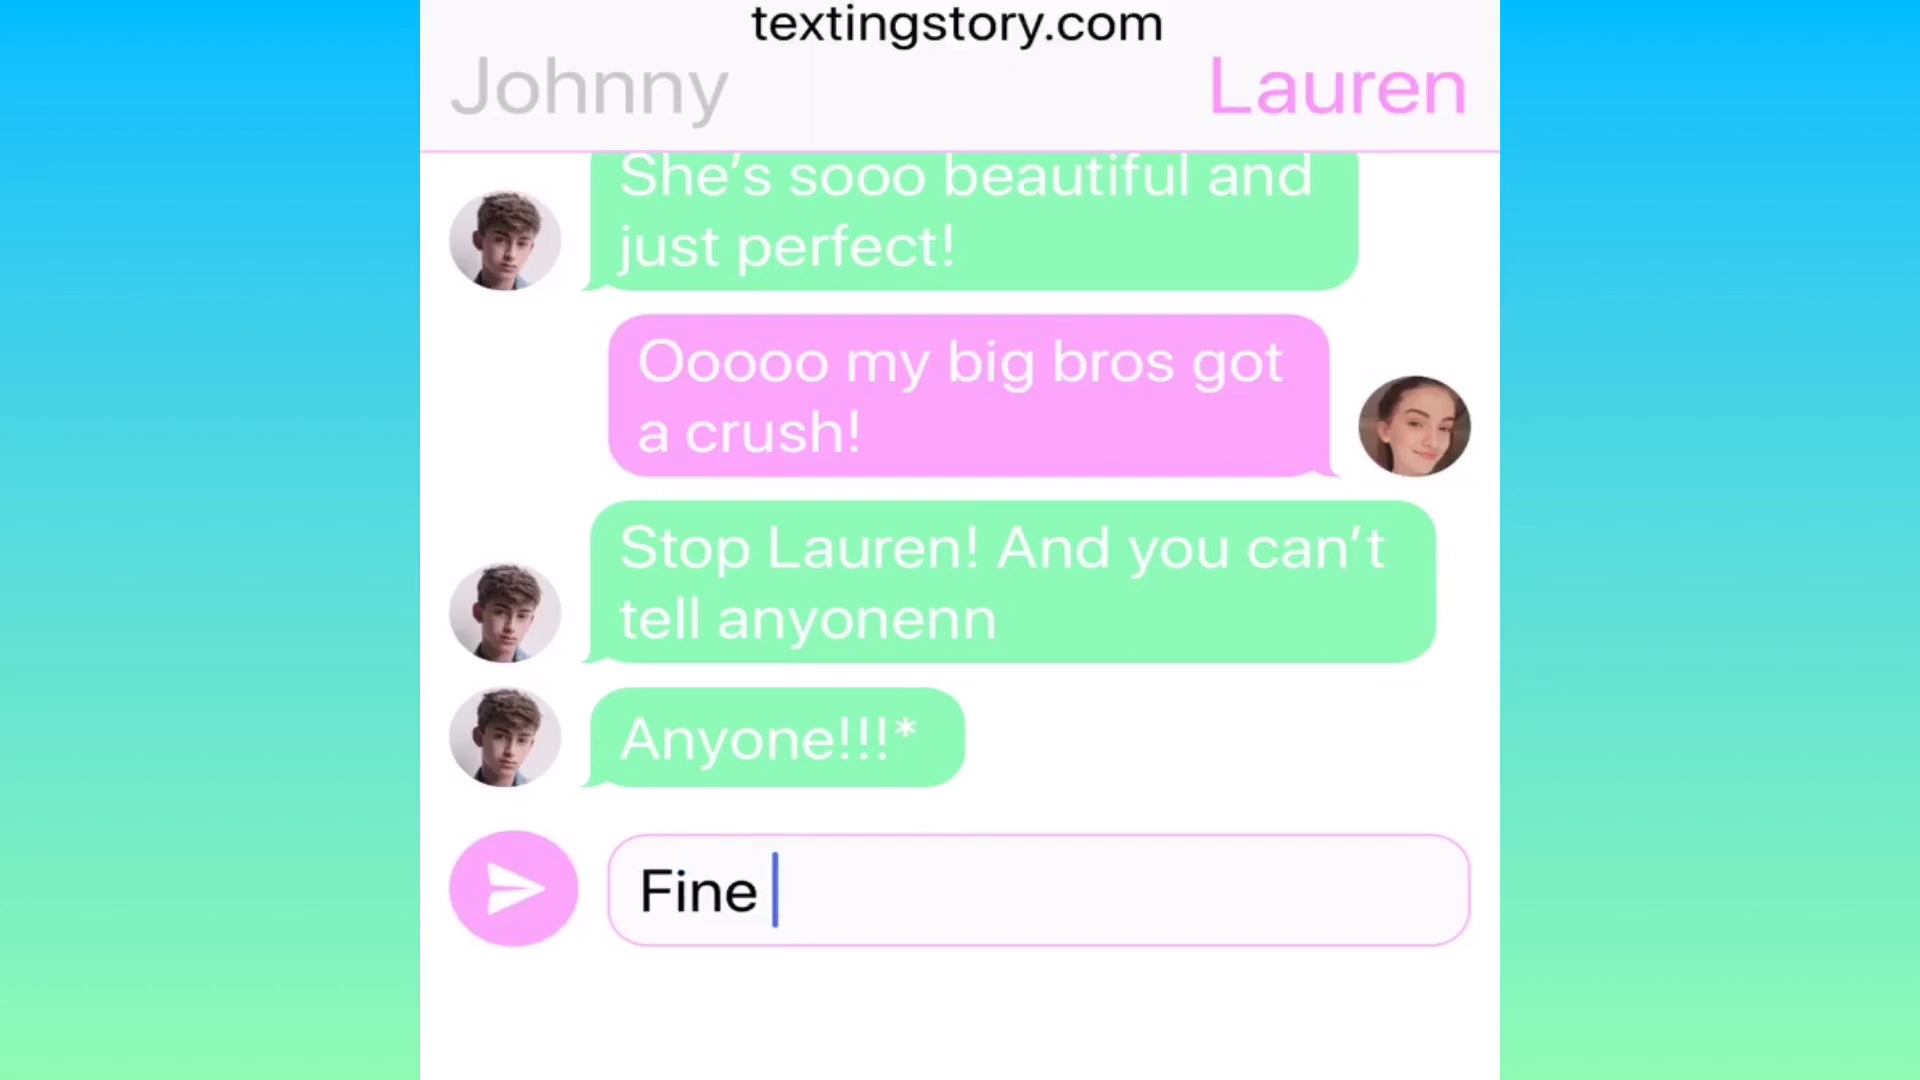 textingstory.com
Johnny
Lauren
She’s sooo beautiful and
just perfect!
Ooooo my big bros got
a crush!
Stop Lauren! And you can’t
tell anyonenn
Anyone!!!*
Fine